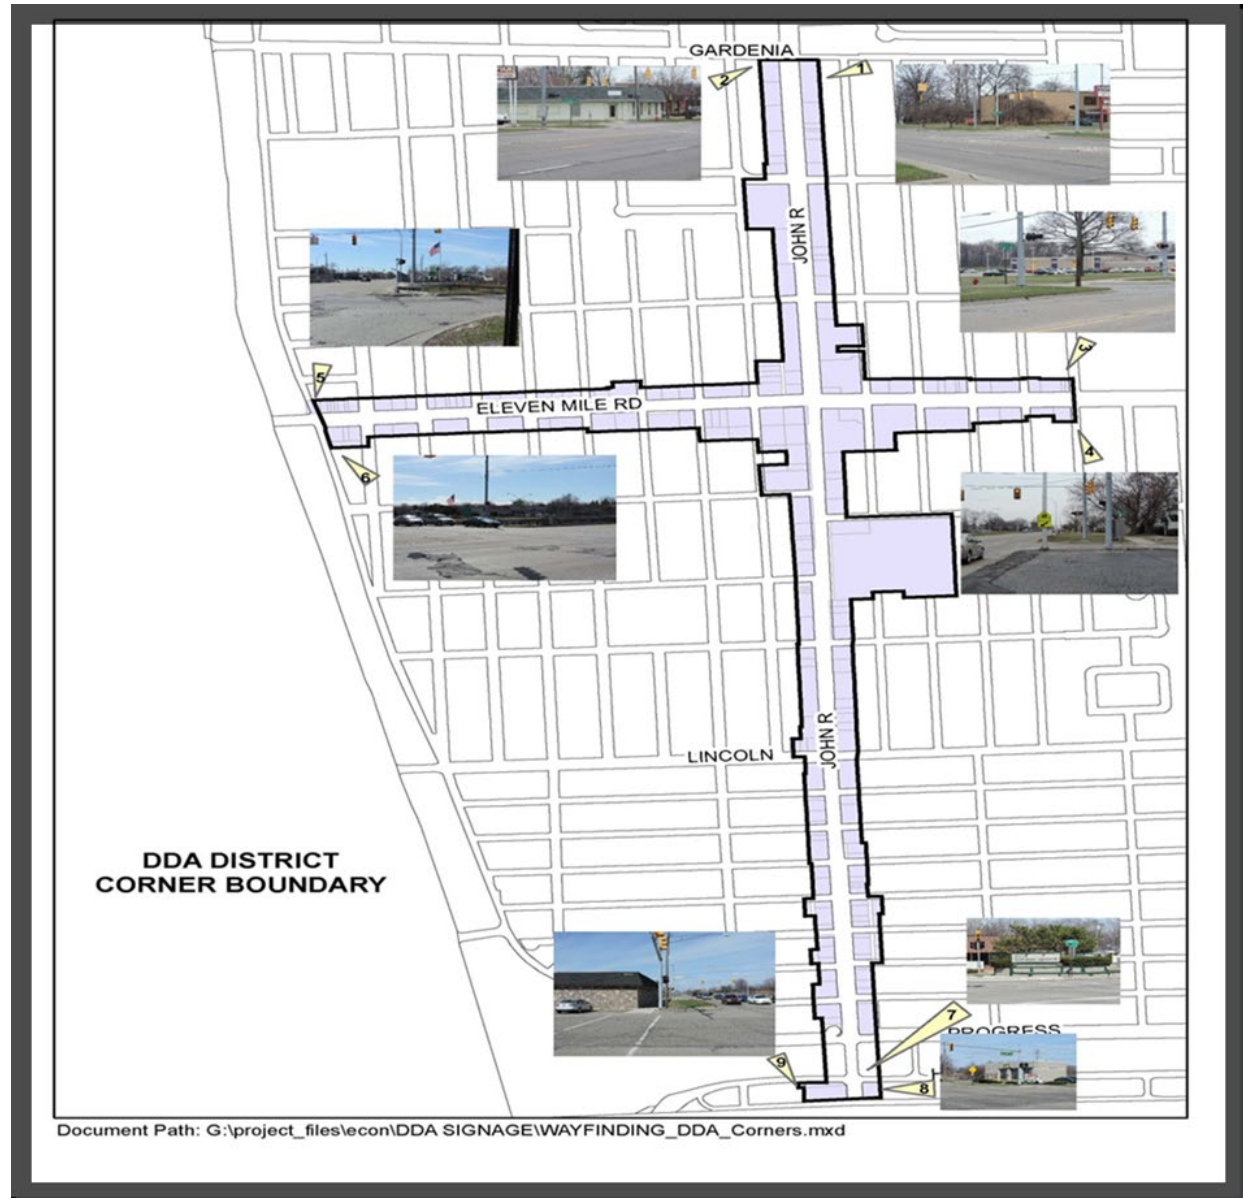 GARDENIA
2
1
JOHN R
3
5
ELEVEN MILE RD
4
6
JOHN R
LINCOLN
DDA DISTRICT
CORNER BOUNDARY
7
PROGRESS
9
8
Document Path: G:\project_files\econ\DDA SIGNAGE\WAYFINDING_DDA_Corners.mxd